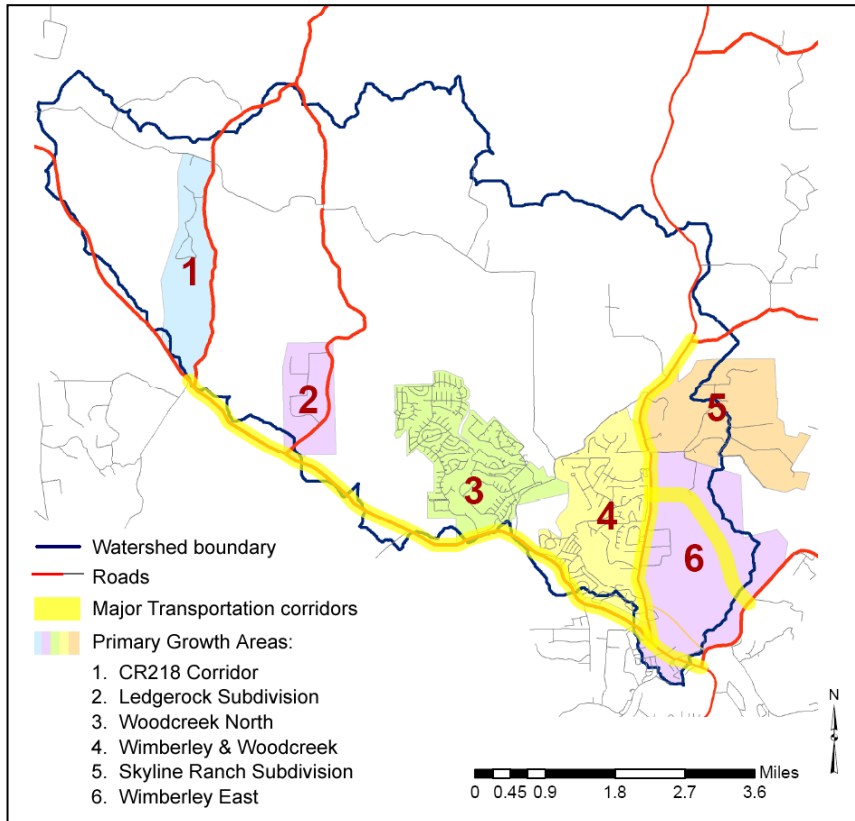 1
2
3
4
5
6
Watershed boundary
Roads
Major Transportation corridors
Primary Growth Areas:
1. CR218 Corridor
2. Ledgerock Subdivision
3. Woodcreek North
4. Wimberley & Woodcreek
5. Skyline Ranch Subdivision
6. Wimberley East
N
Miles
0 0.45 0.9 1.8 2.7 3.6